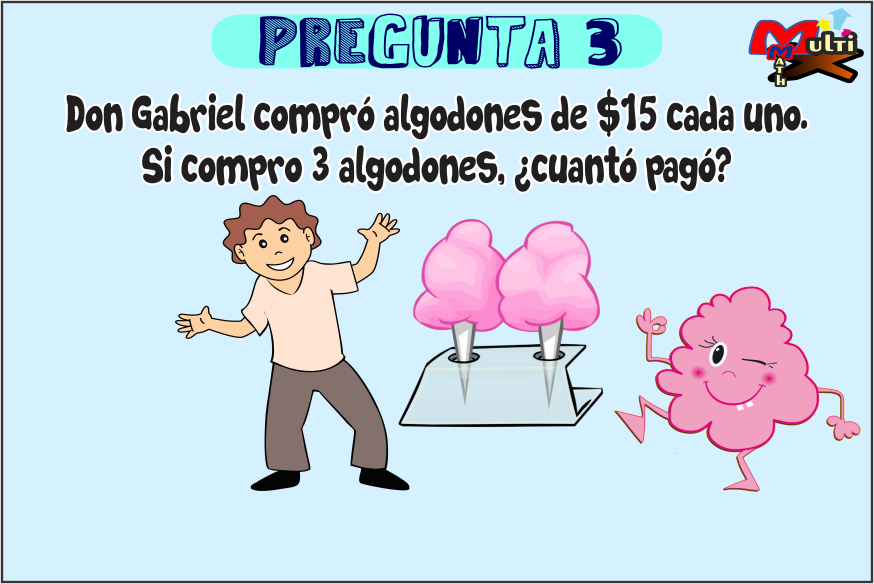 PREGUNTA 3
MULTI
MATH
X
Don Gabriel compró algodones de $15 cada uno.
Si compro 3 algodones, ¿cuantó pagó?